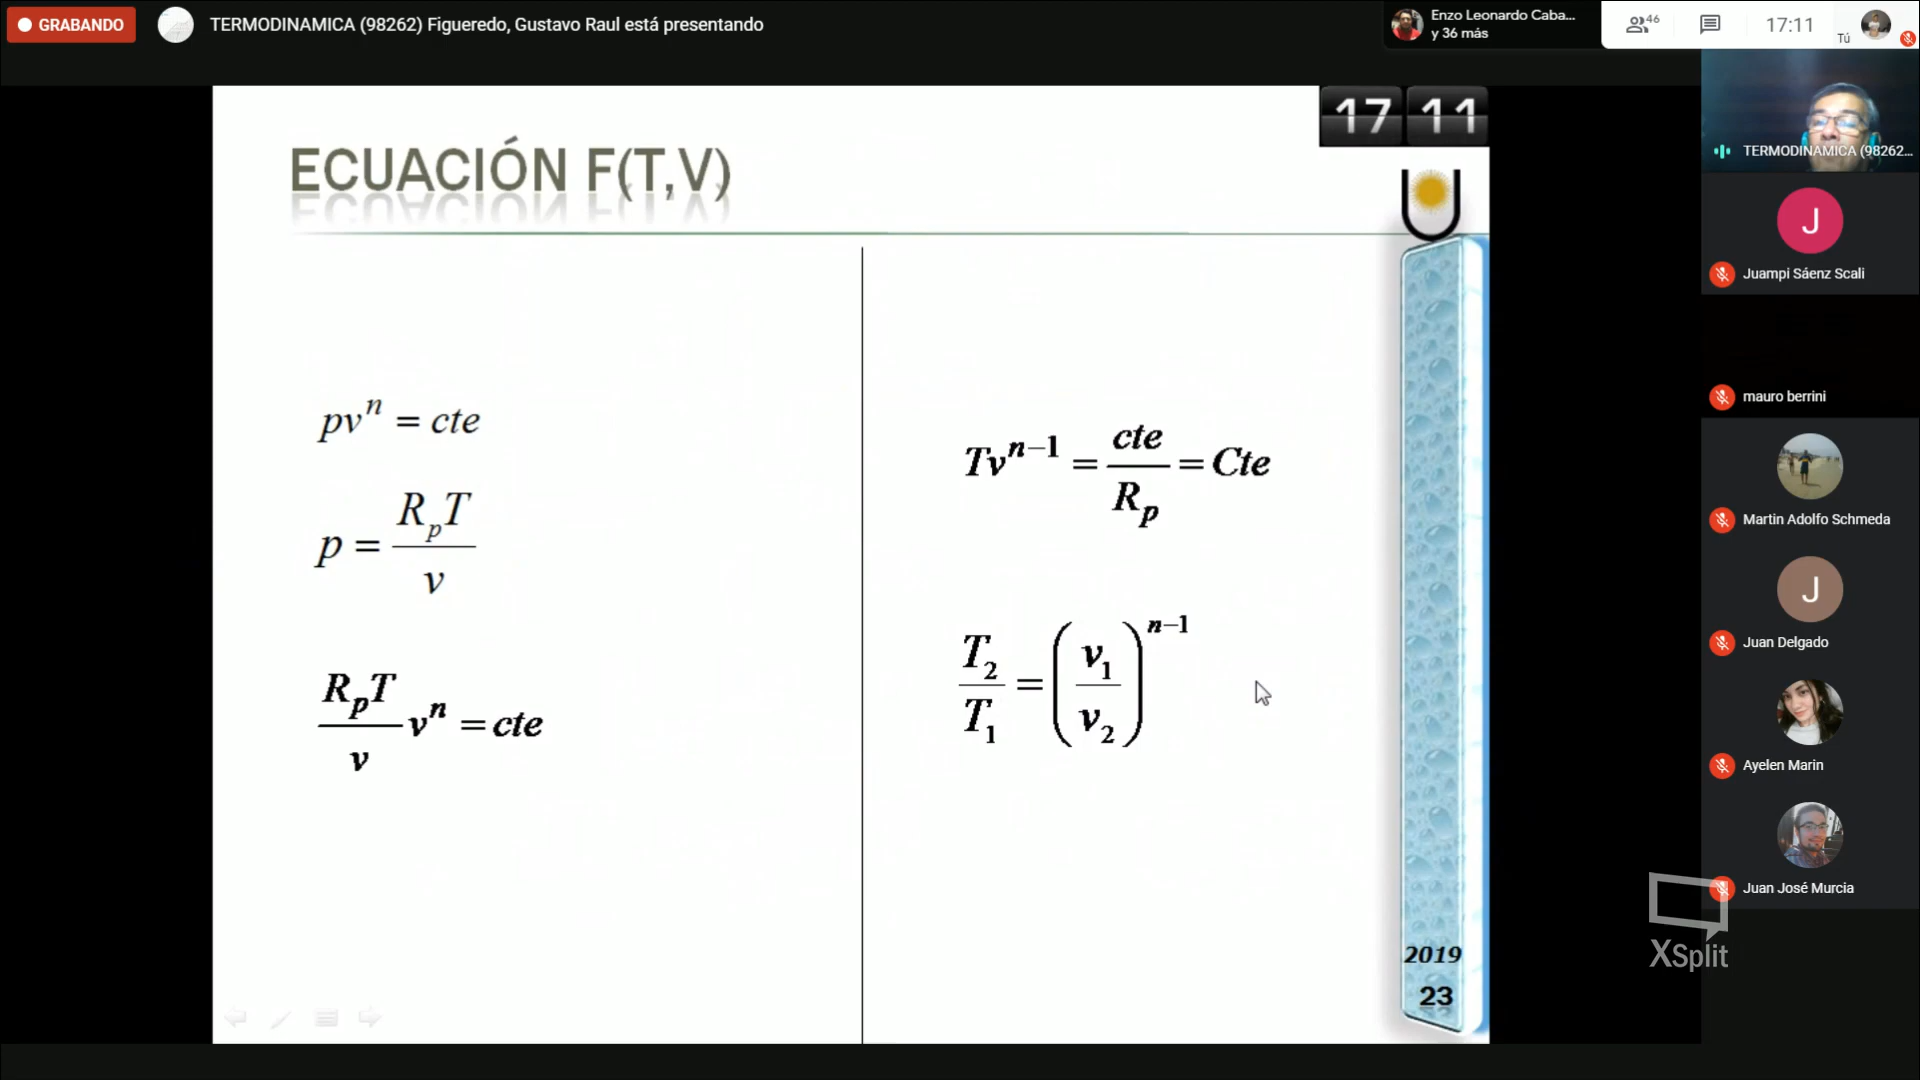 GRABANDO
TERMODINAMICA (98262) Figueredo, Gustavo Raul está presentando
Enzo Leonardo Caba...
y 36 más
46
17:11
Tú
17 11
ECUACIÓN F(T,V)
pv^n = cte
p = R_p T / v
R_p T / v v^n = cte
Tv^{n-1} = cte / R_p = Cte
T_2 / T_1 = (v_1 / v_2)^{n-1}
2019
23
TERMODINAMICA (98262...
J
Juampi Sáenz Scali
mauro berrini
Martin Adolfo Schmeda
J
Juan Delgado
Ayelen Marin
Juan José Murcia
XSplit